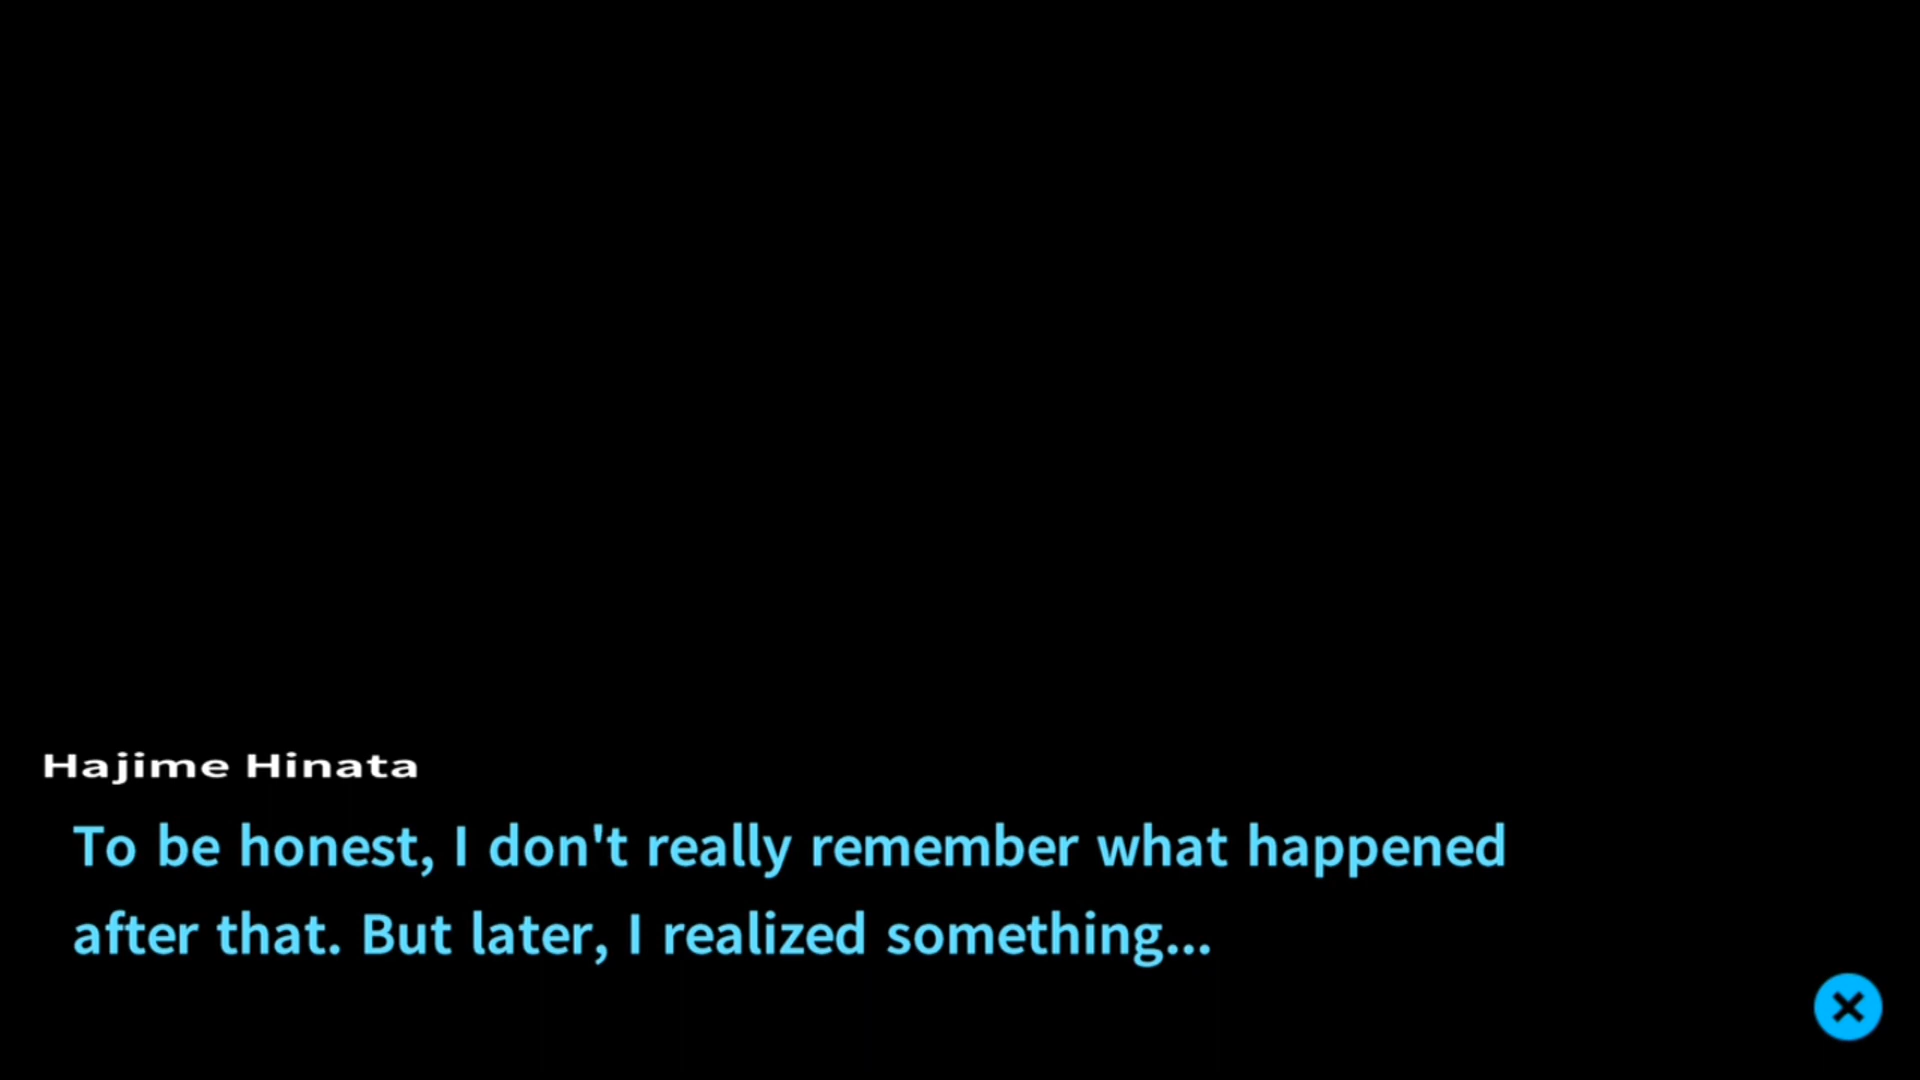 Hajime Hinata
To be honest, I don't really remember what happened
after that. But later, I realized something...